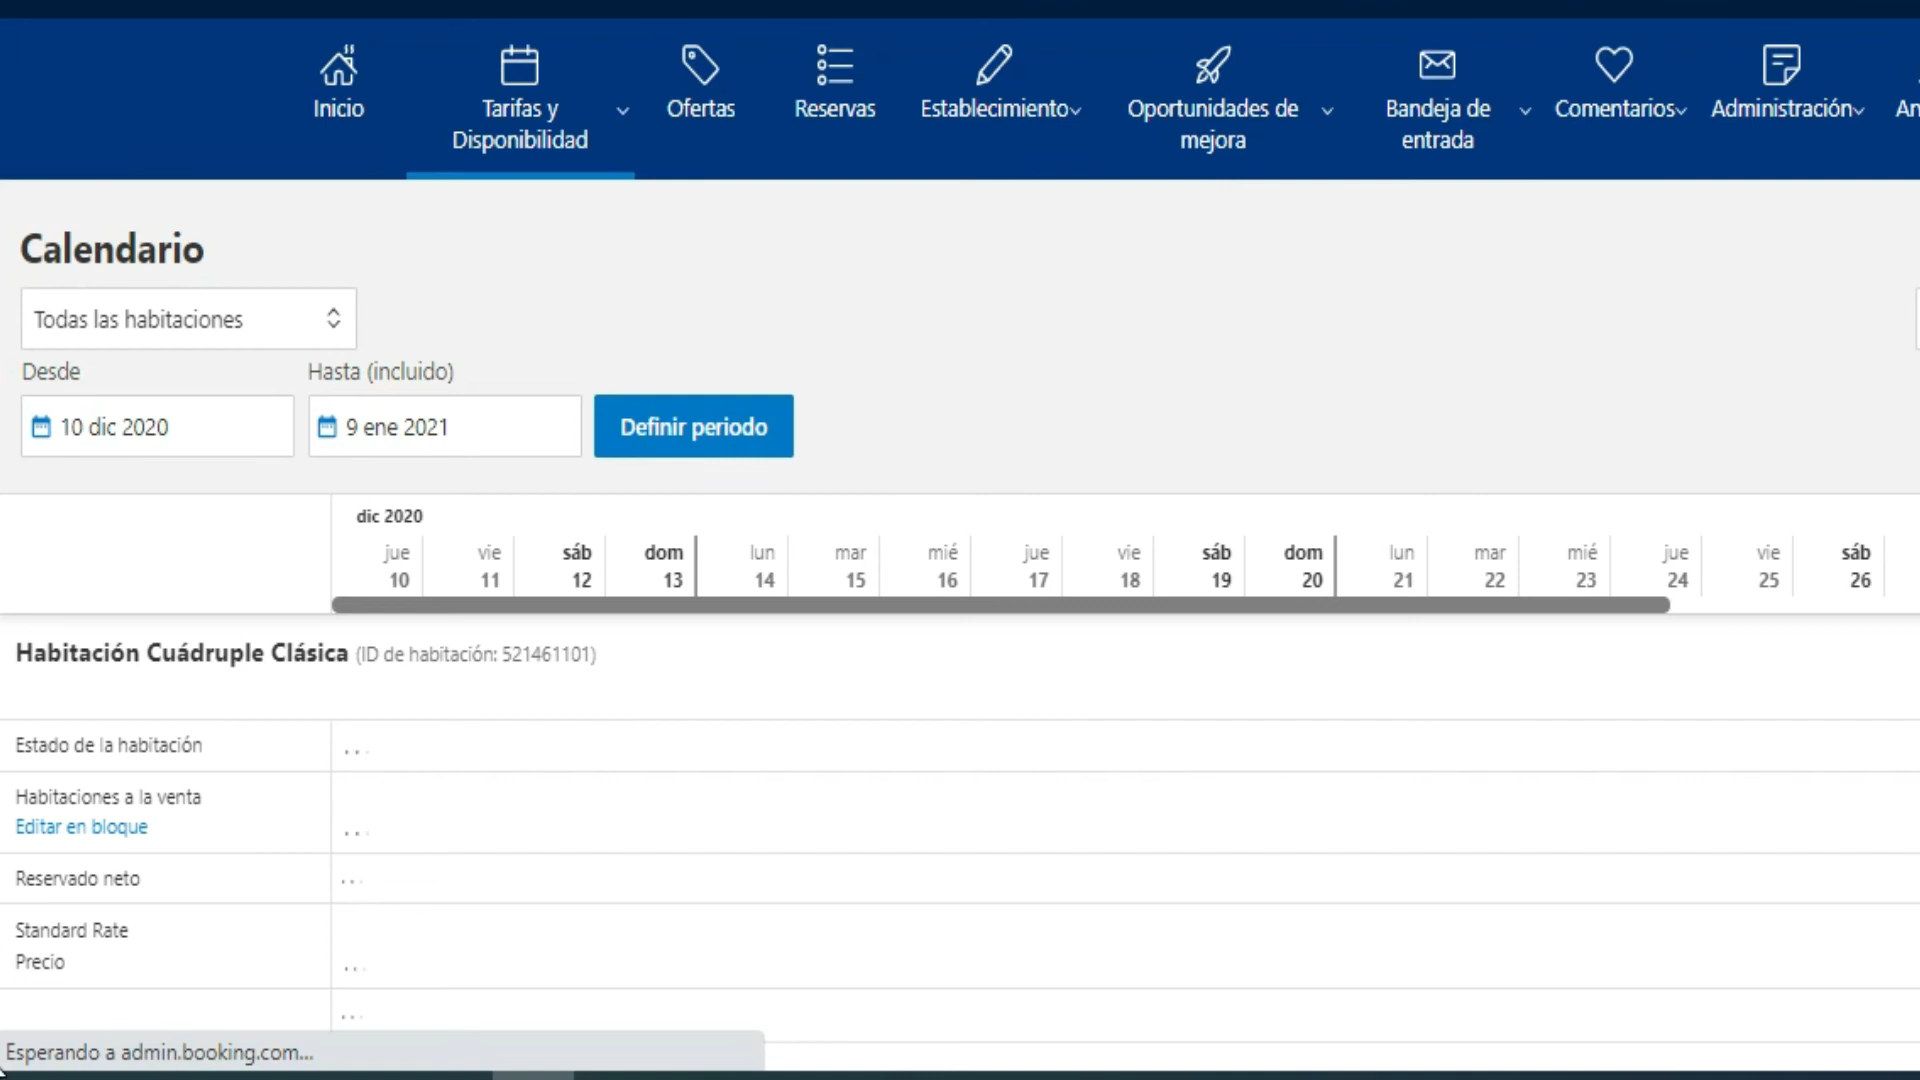 Inicio
Tarifas y
Disponibilidad
Ofertas
Reservas
Establecimiento
Oportunidades de
mejora
Bandeja de
entrada
Comentarios
Administración
An
Calendario
Todas las habitaciones
Desde
Hasta (incluido)
10 dic 2020
9 ene 2021
Definir periodo
dic 2020
jue vie sáb dom lun mar mié jue vie sáb dom lun mar mié jue vie sáb
10 11 12 13 14 15 16 17 18 19 20 21 22 23 24 25 26
Habitación Cuádruple Clásica (ID de habitación: 521461101)
Estado de la habitación ...
Habitaciones a la venta
Editar en bloque ...
Reservado neto ...
Standard Rate
Precio ...
...
Esperando a admin.booking.com...